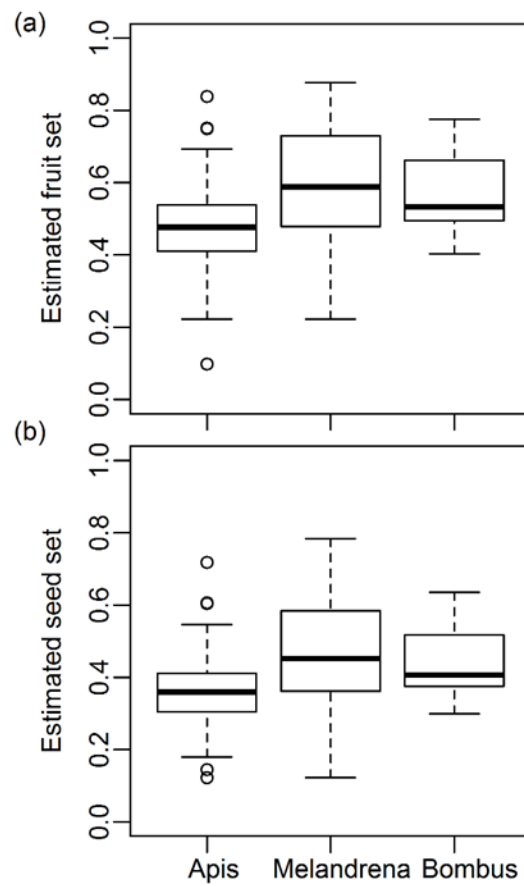 (a)
Estimated fruit set
1.0
0.8
0.6
0.4
0.2
0.0
(b)
Estimated seed set
1.0
0.8
0.6
0.4
0.2
0.0
Apis Melandrena Bombus